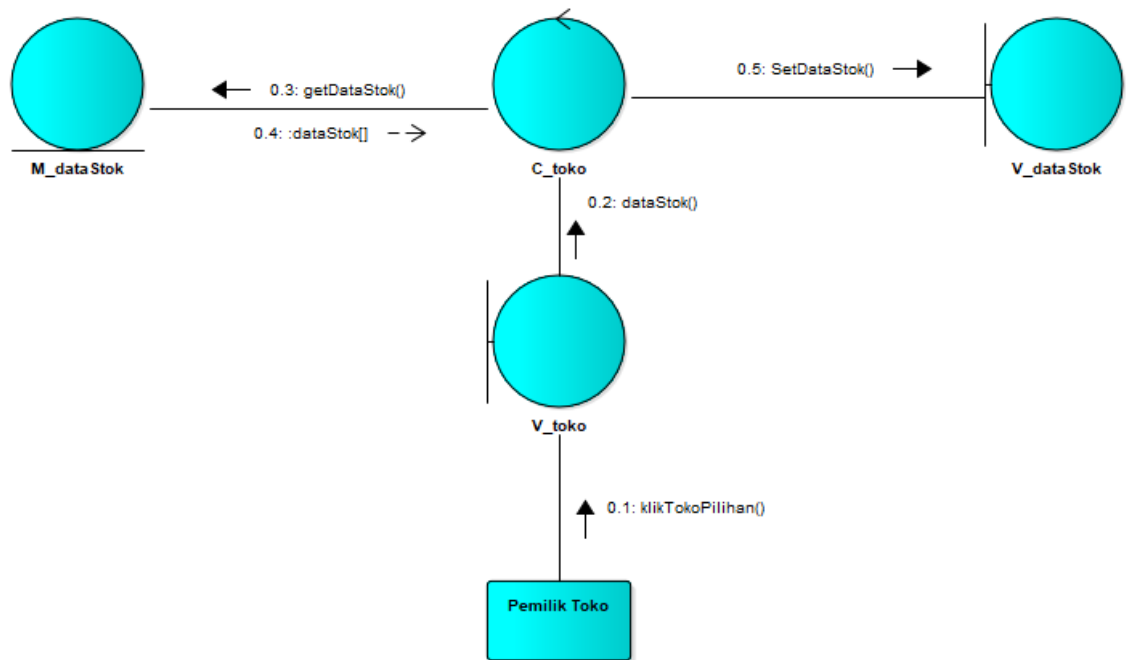 0.3: getDataStok()
0.5: SetDataStok()
0.4: :dataStok[]
M_dataStok
C_toko
V_dataStok
0.2: dataStok()
V_toko
0.1: klikTokoPilihan()
Pemilik Toko